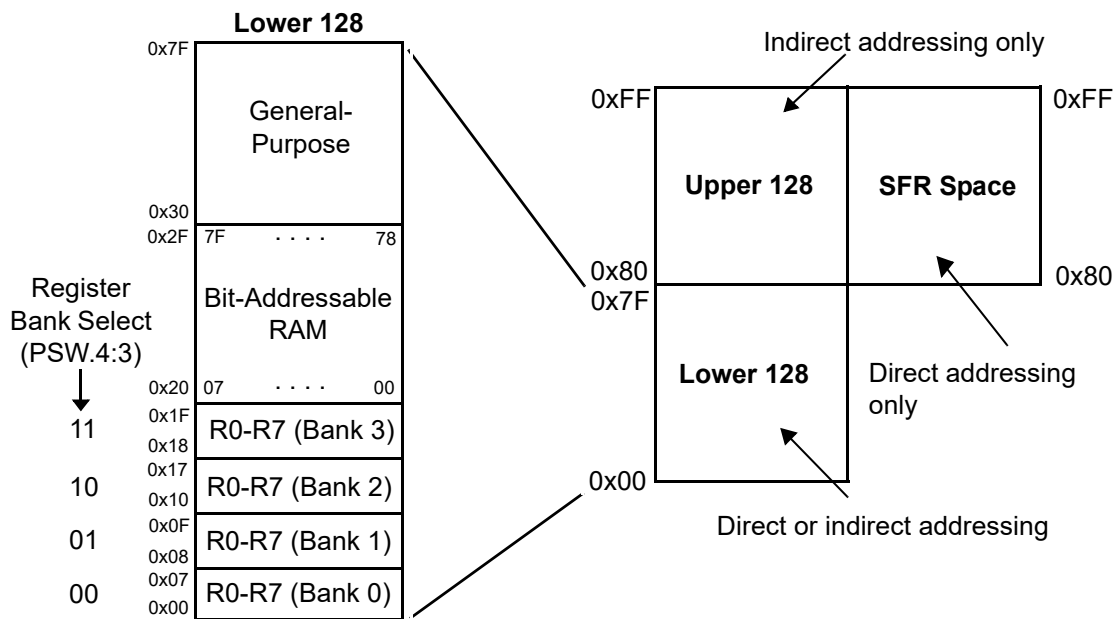 Lower 128
0x7F
General-
Purpose
0x30
0x2F 7F . . . . 78
Bit-Addressable
RAM
0x20 07 . . . . 00
Register
Bank Select
(PSW.4:3)
11 0x1F R0-R7 (Bank 3)
0x18
10 0x17 R0-R7 (Bank 2)
0x10
01 0x0F R0-R7 (Bank 1)
0x08
00 0x07 R0-R7 (Bank 0)
0x00
Indirect addressing only
0xFF 0xFF
Upper 128 SFR Space
0x80 0x80
0x7F
Lower 128
Direct addressing
only
0x00
Direct or indirect addressing